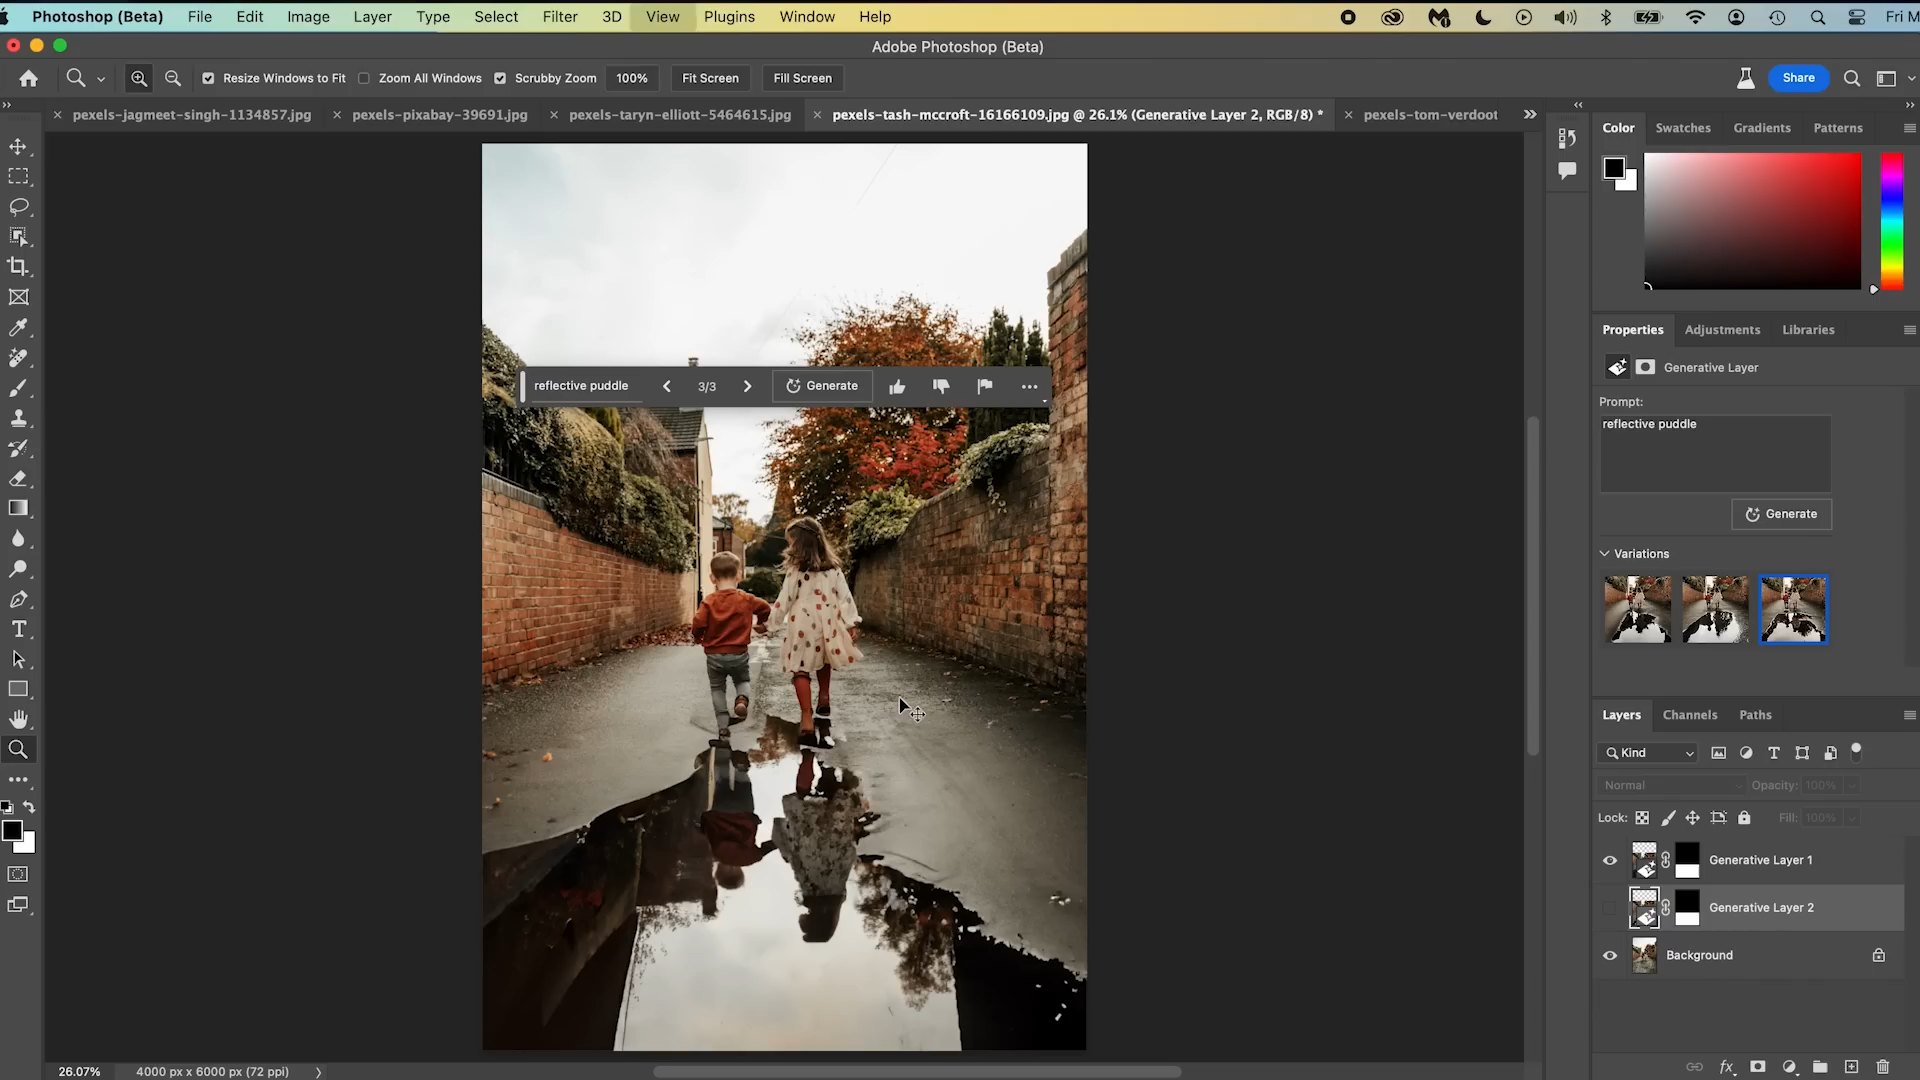 Photoshop (Beta) File Edit Image Layer Type Select Filter 3D View Plugins Window Help Fri M
Adobe Photoshop (Beta)
Resize Windows to Fit Zoom All Windows Scrubby Zoom 100% Fit Screen Fill Screen Share
pexels-jagmeet-singh-1134857.jpg pexels-pixabay-39691.jpg pexels-taryn-elliott-5464615.jpg pexels-tash-mccroft-16166109.jpg @ 26.1% (Generative Layer 2, RGB/8) * pexels-tom-verdoot
Color Swatches Gradients Patterns
Properties Adjustments Libraries
Generative Layer
Prompt:
reflective puddle
Generate
Variations
reflective puddle 3/3 Generate
Layers Channels Paths
Kind
Normal Opacity: 100%
Lock: Fill: 100%
Generative Layer 1
Generative Layer 2
Background
26.07% 4000 px x 6000 px (72 ppi)